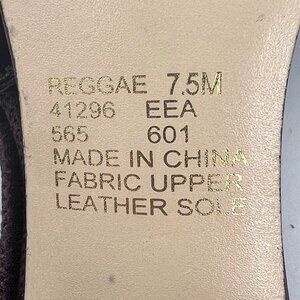 REGGAE 7.5M
41296 EEA
565 601
MADE IN CHINA
FABRIC UPPER
LEATHER SOLE